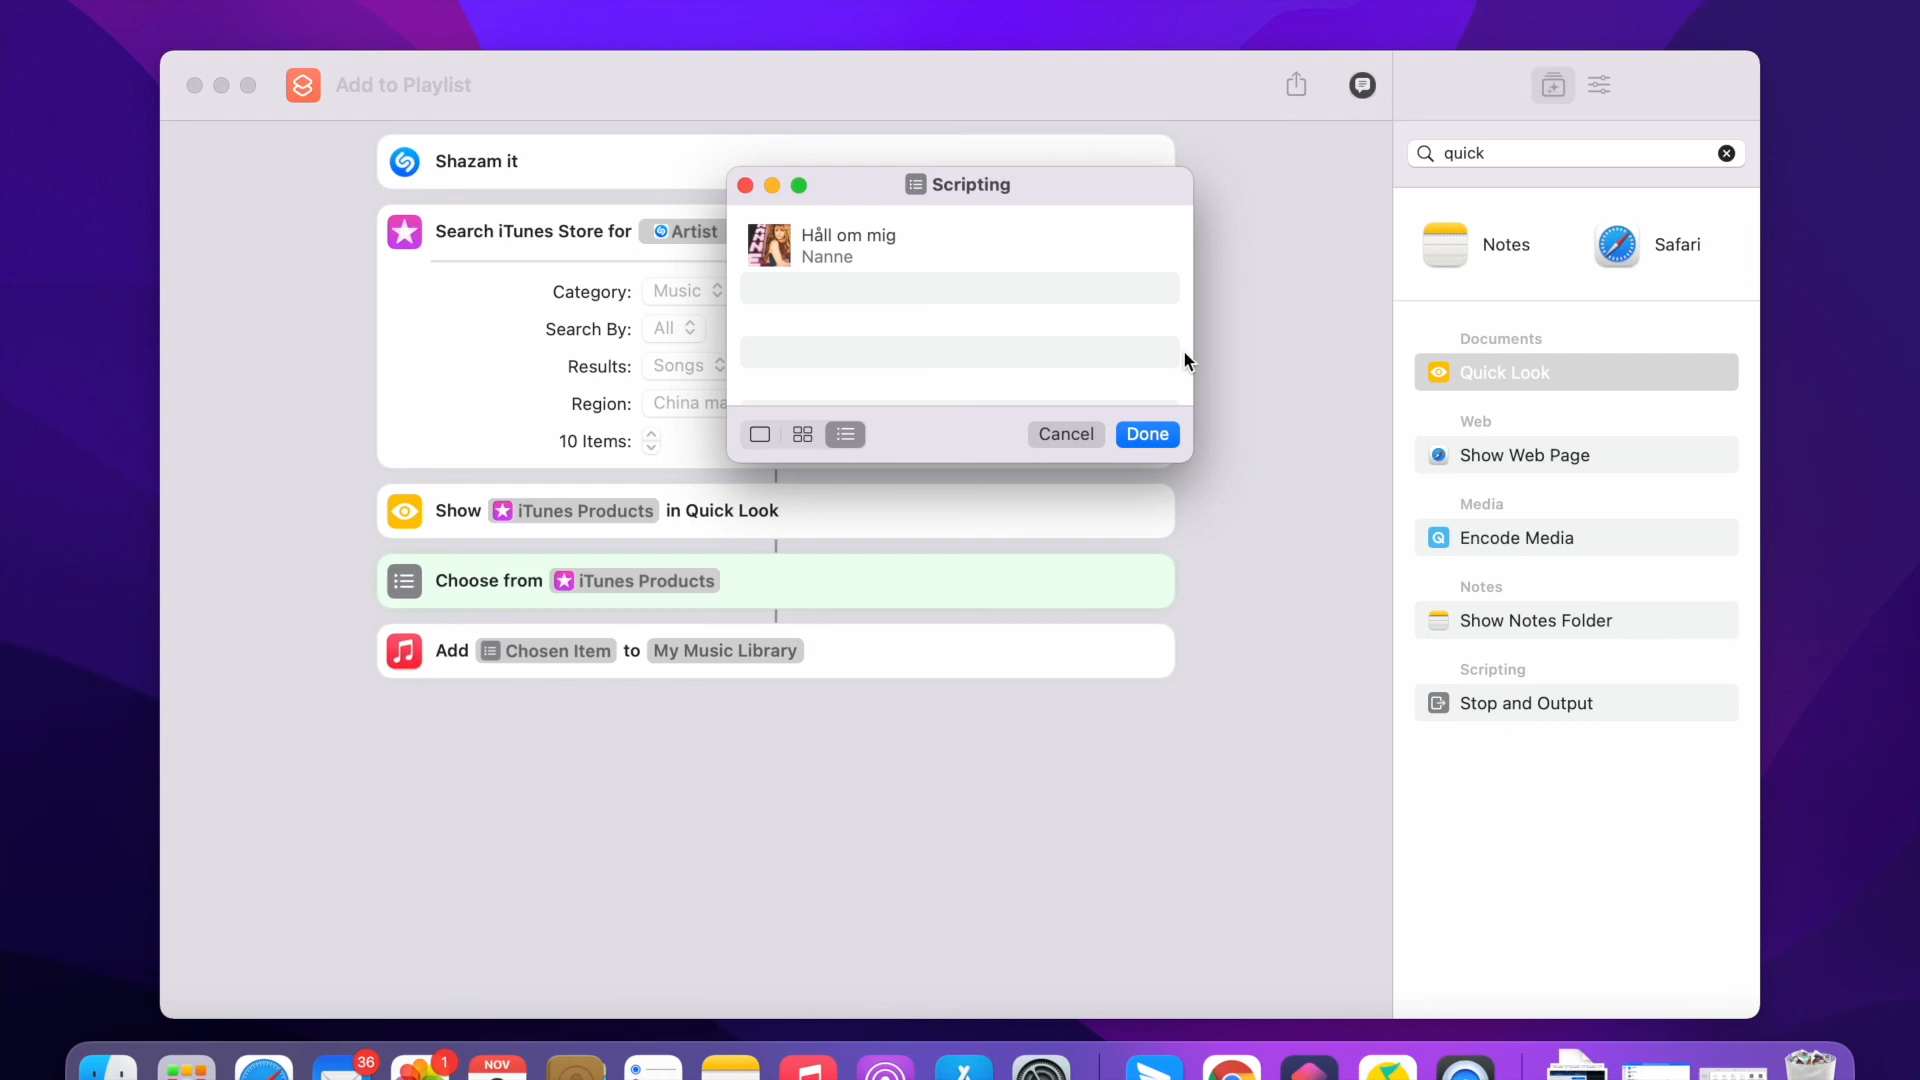 Add to Playlist
quick
Shazam it
Scripting
Search iTunes Store for Artist
Håll om mig
Nanne
Notes
Safari
Category: Music
Search By: All
Results: Songs
Region: China ma
10 Items:
Cancel
Done
Show iTunes Products in Quick Look
Choose from iTunes Products
Add Chosen Item to My Music Library
Documents
Quick Look
Web
Show Web Page
Media
Encode Media
Notes
Show Notes Folder
Scripting
Stop and Output
36
1
NOV